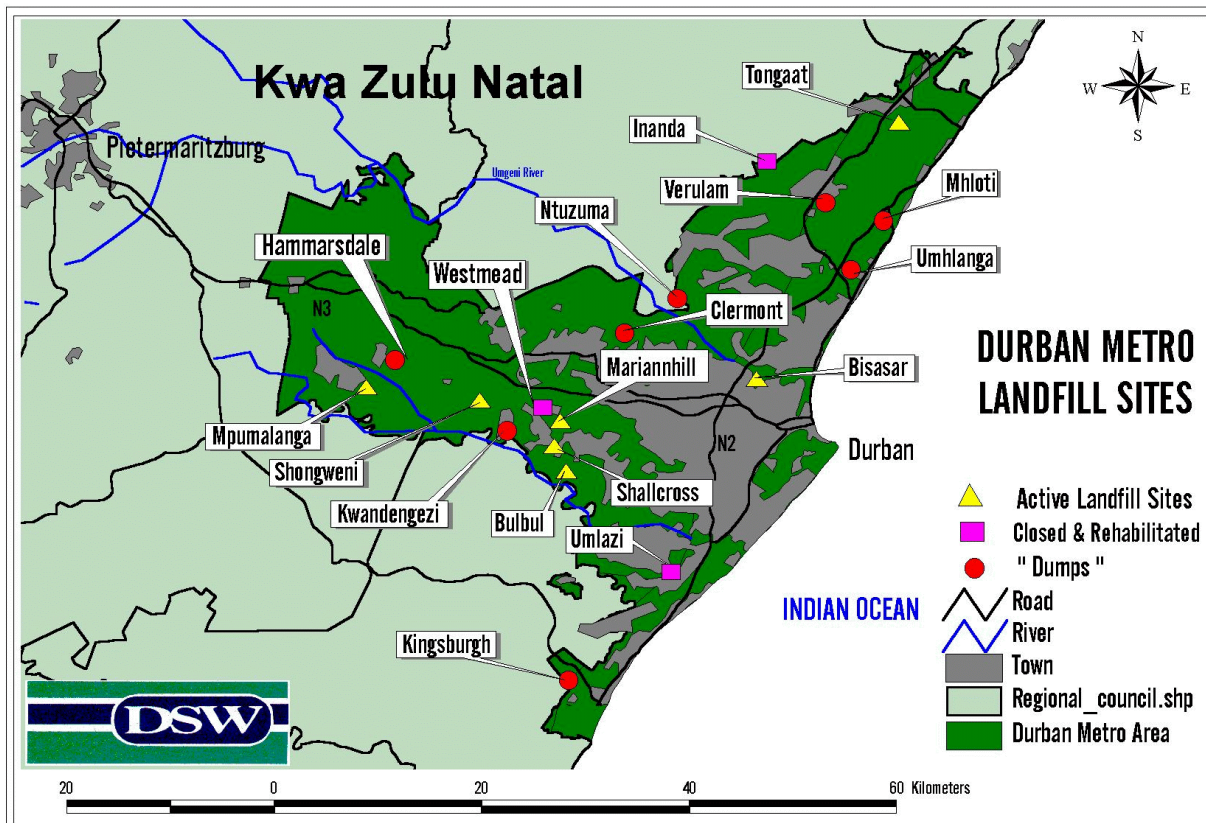 Kwa Zulu Natal
N
W
E
S
Tongaat
Inanda
Pietermaritzburg
Umgeni River
Verulam
Mhloti
Ntuzuma
Hammarsdale
Westmead
Umhlanga
Clermont
N3
Mariannhill
Bisasar
DURBAN METRO
LANDFILL SITES
Mpumalanga
N2
Durban
Shongweni
Shallcross
Kwandengezi
Bulbul
Umlazi
Active Landfill Sites
Closed & Rehabilitated
" Dumps "
INDIAN OCEAN
Road
River
Kingsburgh
Town
Regional_council.shp
Durban Metro Area
DSW
20
0
20
40
60
Kilometers